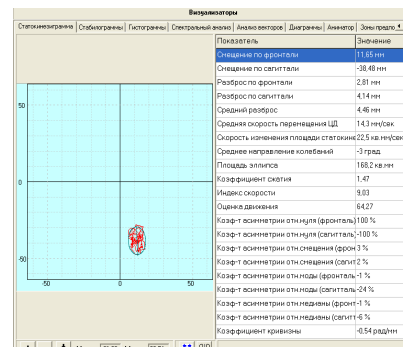 Визуализаторы
Статокинезиграмма Стабилограммы Гистограммы Спектральный анализ Анализ векторов Диаграммы Аниматор Зоны предпо
Показатель Значение
Смещение по фронтали 11,65 мм
Смещение по сагиттали -38,48 мм
Разброс по фронтали 2,81 мм
Разброс по сагиттали 4,14 мм
Средний разброс 4,46 мм
Средняя скорость перемещения ЦД 14,3 мм/сек
Скорость изменения площади статокине 22,5 кв.мм/сек
Среднее направление колебаний -3 град.
Площадь эллипса 168,2 кв.мм
Коэффициент сжатия 1,47
Индекс скорости 9,03
Оценка движения 64,27
Коэф-т асимметрии отн.нуля (фронталь) 100 %
Коэф-т асимметрии отн.нуля (сагитталь) -100 %
Коэф-т асимметрии отн.смещения (фрон 3 %
Коэф-т асимметрии отн.смещения (сагит 2 %
Коэф-т асимметрии отн.моды (фронталь -1 %
Коэф-т асимметрии отн.моды (сагитталь -24 %
Коэф-т асимметрии отн.медианы (фронт -1 %
Коэф-т асимметрии отн.медианы (сагитт -6 %
Коэффициент кривизны -0,54 рад/мм
50
0
-50
-50 0 50